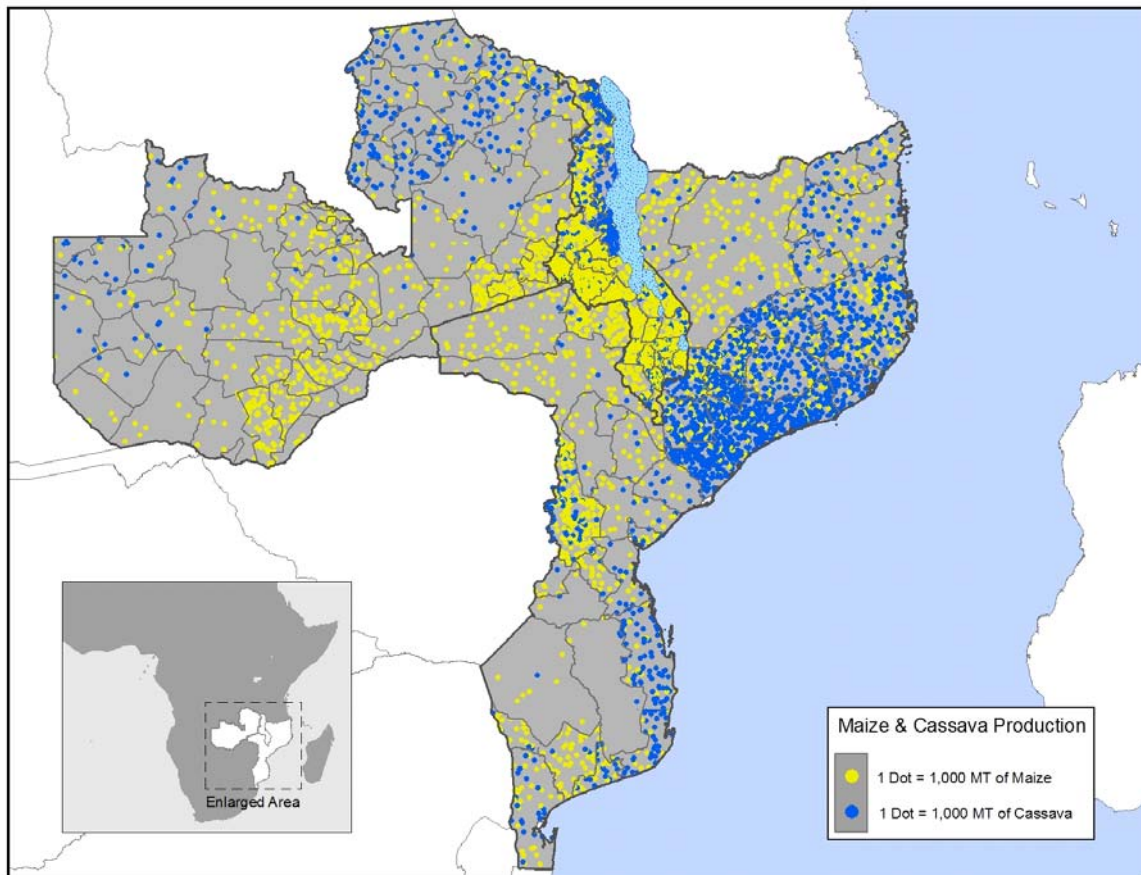 Enlarged Area
Maize & Cassava Production
1 Dot = 1,000 MT of Maize
1 Dot = 1,000 MT of Cassava